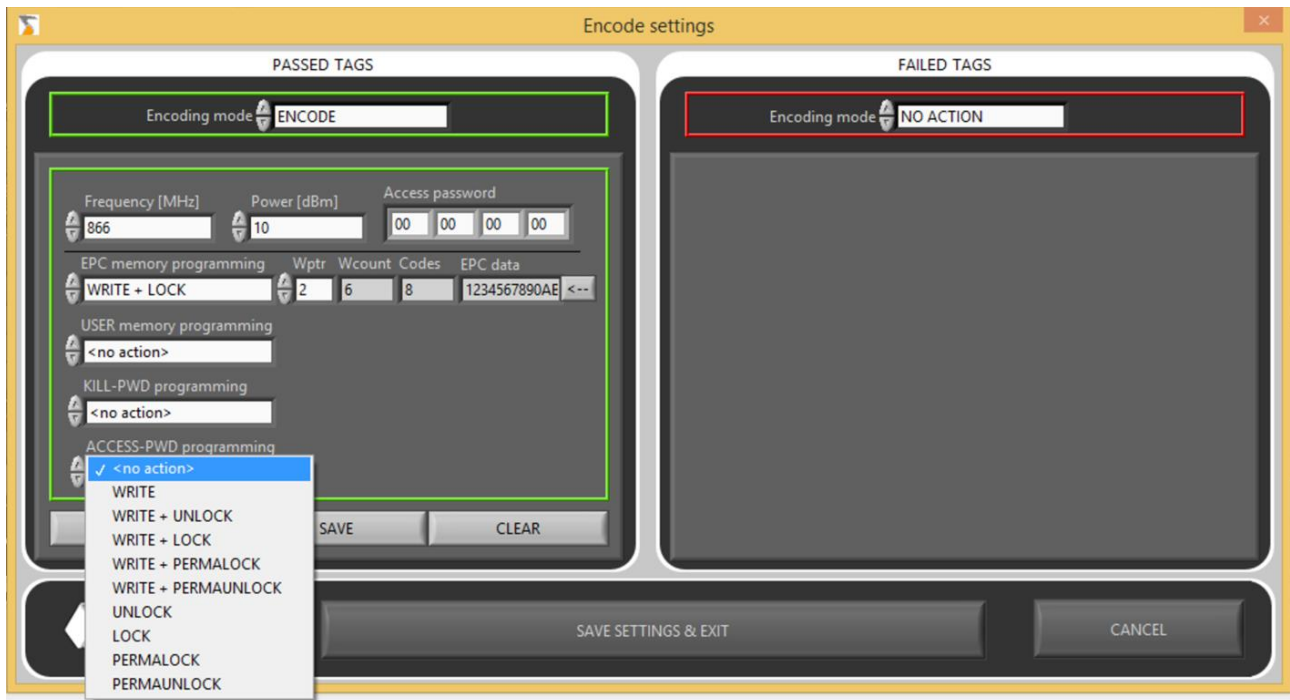 Encode settings
PASSED TAGS
Encoding mode ENCODE
Frequency [MHz] Power [dBm] Access password
866 10 00 00 00 00
EPC memory programming Wptr Wcount Codes EPC data
WRITE + LOCK 2 6 8 1234567890AE <--
USER memory programming
<no action>
KILL-PWD programming
<no action>
ACCESS-PWD programming
✓ <no action>
WRITE
WRITE + UNLOCK
WRITE + LOCK
WRITE + PERMALOCK
WRITE + PERMAUNLOCK
UNLOCK
LOCK
PERMALOCK
PERMAUNLOCK
SAVE CLEAR
FAILED TAGS
Encoding mode NO ACTION
SAVE SETTINGS & EXIT CANCEL